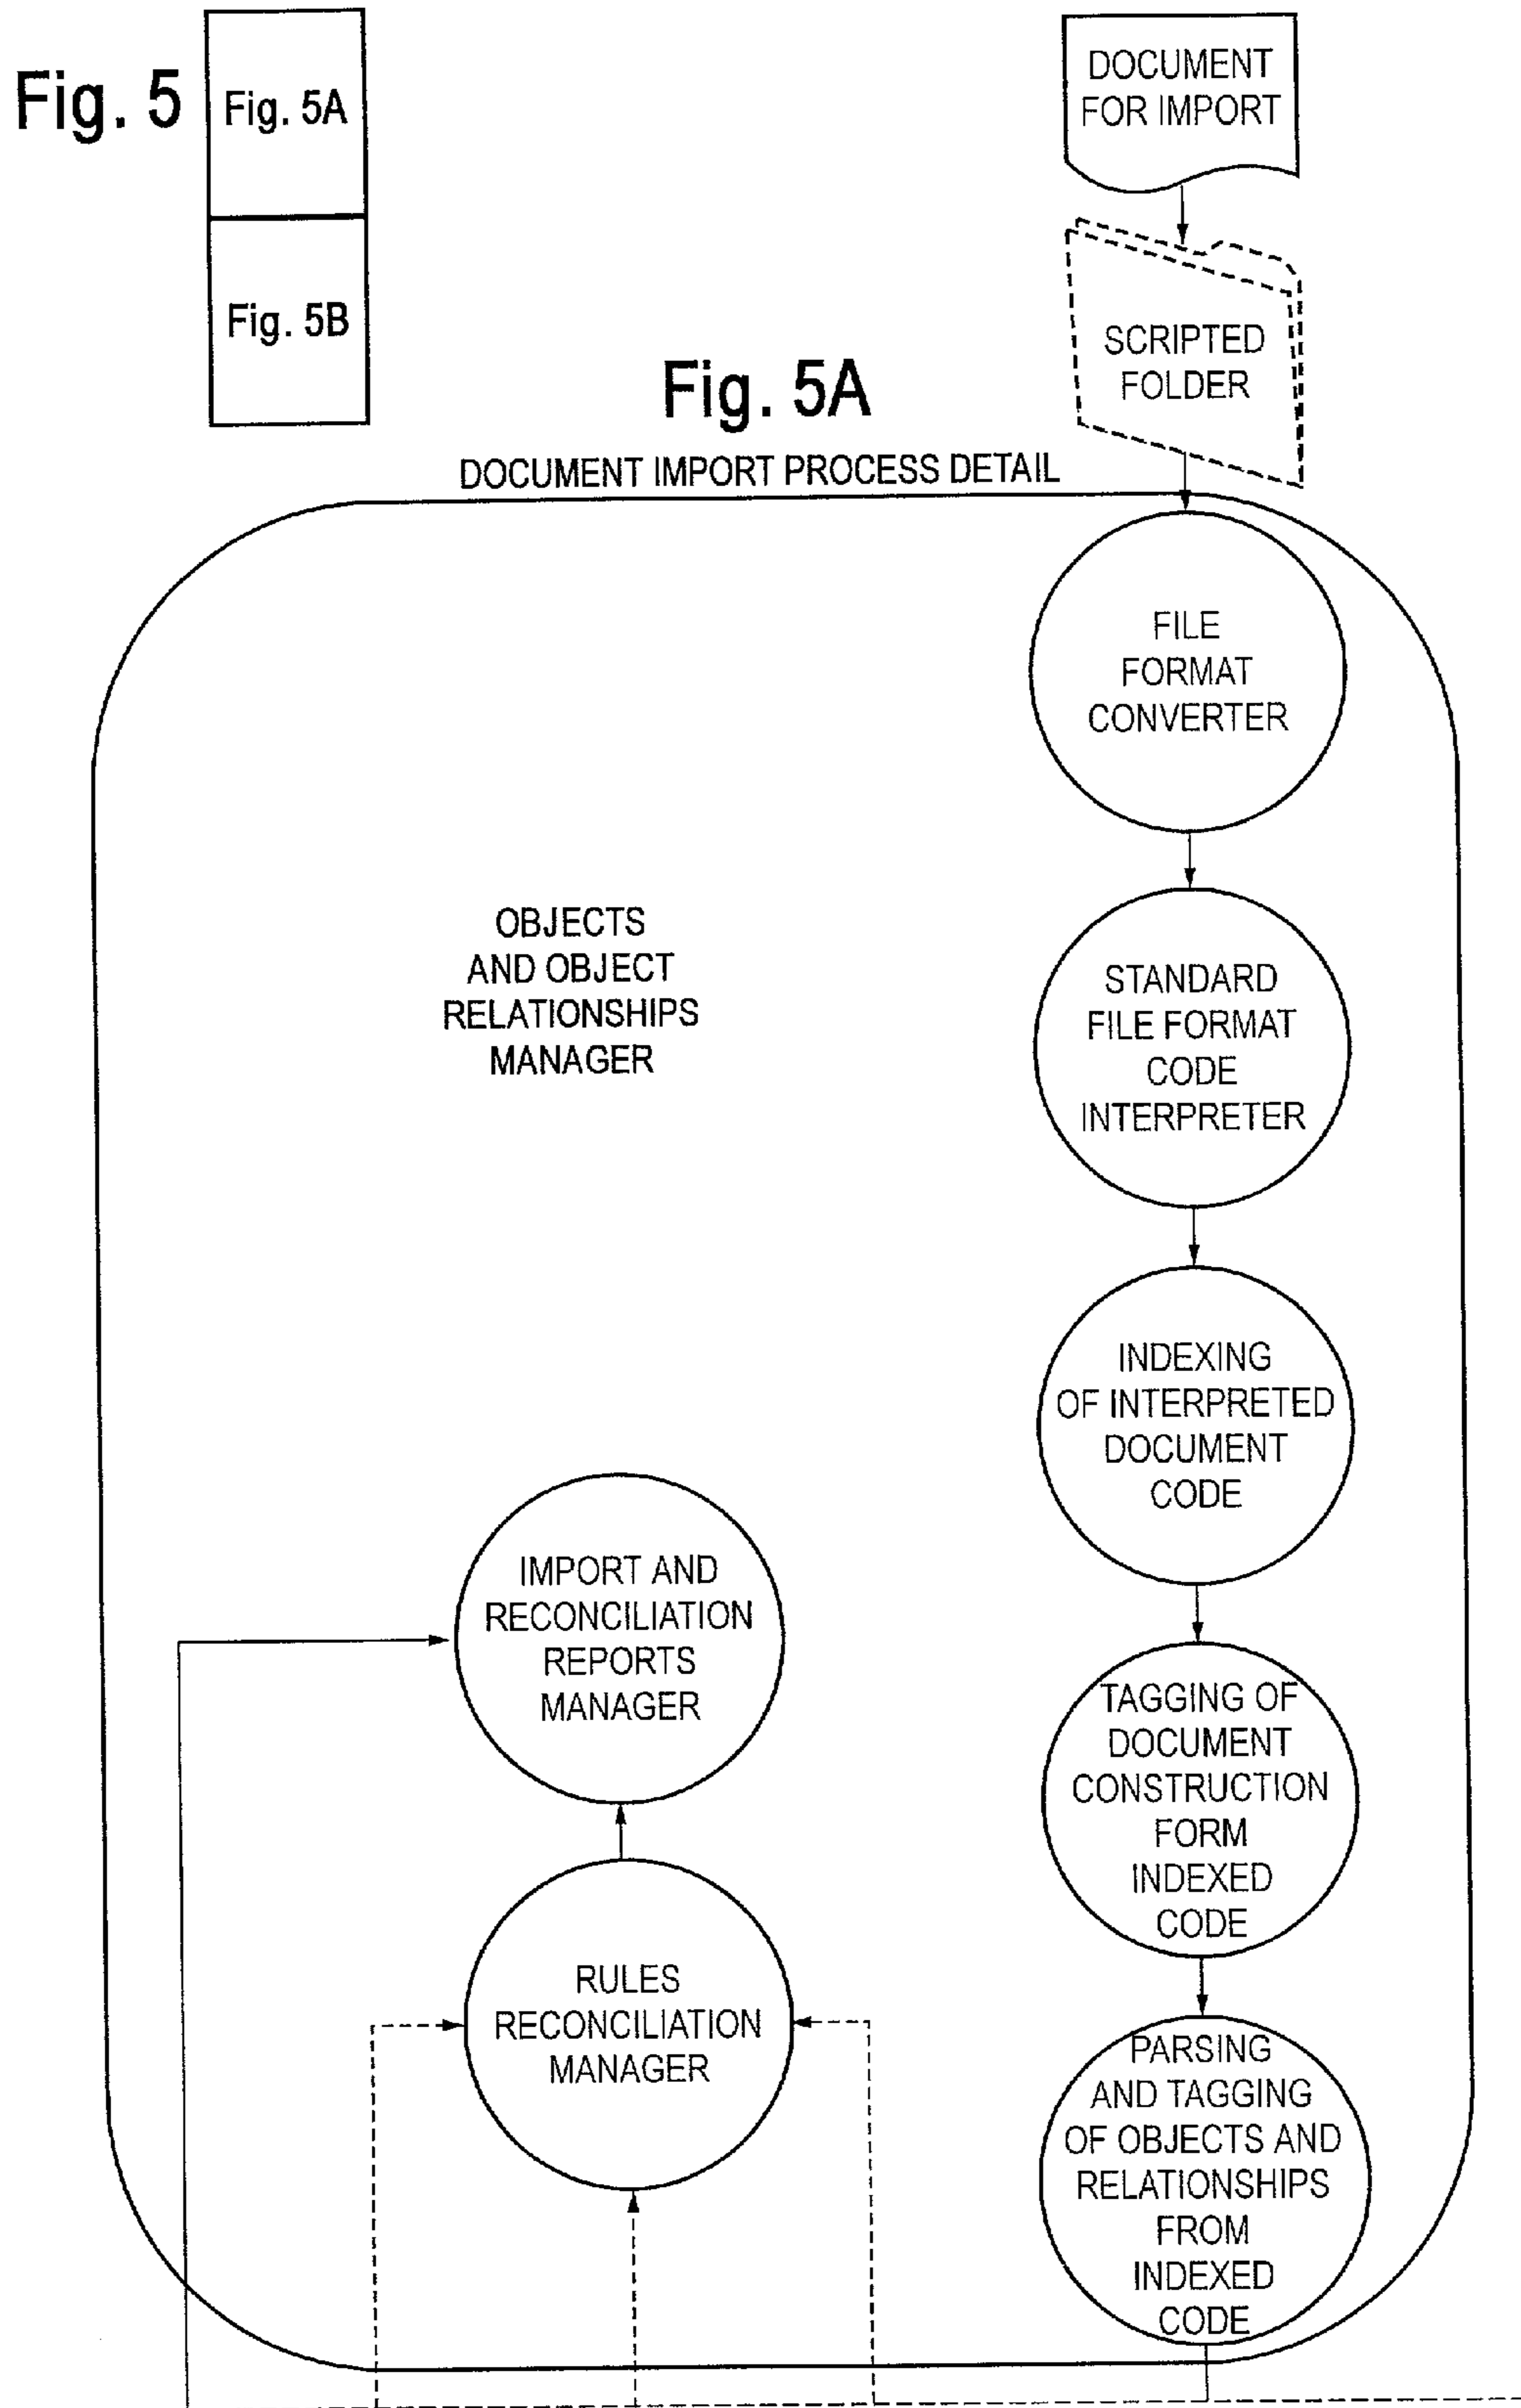 Fig. 5
Fig. 5A
Fig. 5B
DOCUMENT
FOR IMPORT
SCRIPTED
FOLDER
Fig. 5A
DOCUMENT IMPORT PROCESS DETAIL
FILE
FORMAT
CONVERTER
OBJECTS
AND OBJECT
RELATIONSHIPS
MANAGER
STANDARD
FILE FORMAT
CODE
INTERPRETER
INDEXING
OF INTERPRETED
DOCUMENT
CODE
IMPORT AND
RECONCILIATION
REPORTS
MANAGER
TAGGING OF
DOCUMENT
CONSTRUCTION
FORM
INDEXED
CODE
RULES
RECONCILIATION
MANAGER
PARSING
AND TAGGING
OF OBJECTS AND
RELATIONSHIPS
FROM
INDEXED
CODE